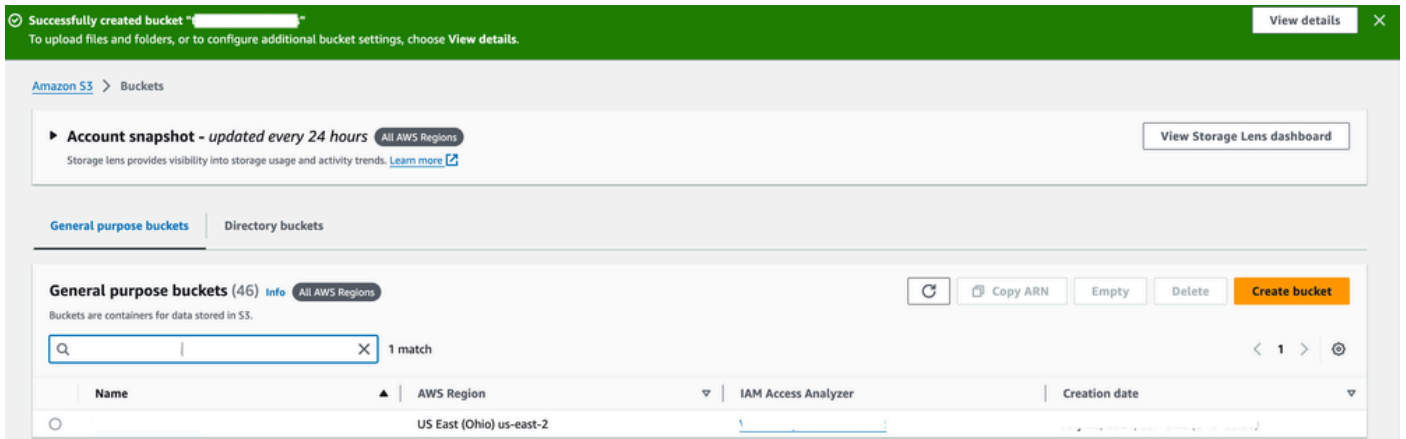 Successfully created bucket "
View details
To upload files and folders, or to configure additional bucket settings, choose View details.
Amazon S3 > Buckets
Account snapshot - updated every 24 hours All AWS Regions
View Storage Lens dashboard
Storage lens provides visibility into storage usage and activity trends. Learn more
General purpose buckets Directory buckets
General purpose buckets (46) Info All AWS Regions
Copy ARN Empty Delete Create bucket
Buckets are containers for data stored in S3.
1 match
< 1 >
Name AWS Region IAM Access Analyzer Creation date
US East (Ohio) us-east-2